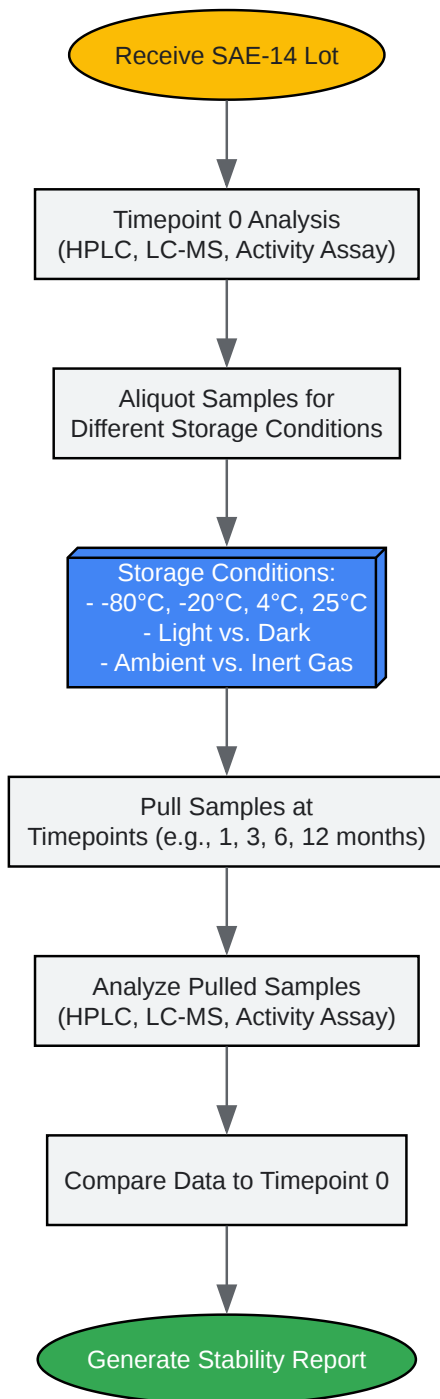 Receive SAE-14 Lot
Timepoint 0 Analysis
(HPLC, LC-MS, Activity Assay)
Aliquot Samples for
Different Storage Conditions
Storage Conditions:
- -80°C, -20°C, 4°C, 25°C
- Light vs. Dark
- Ambient vs. Inert Gas
Pull Samples at
Timepoints (e.g., 1, 3, 6, 12 months)
Analyze Pulled Samples
(HPLC, LC-MS, Activity Assay)
Compare Data to Timepoint 0
Generate Stability Report